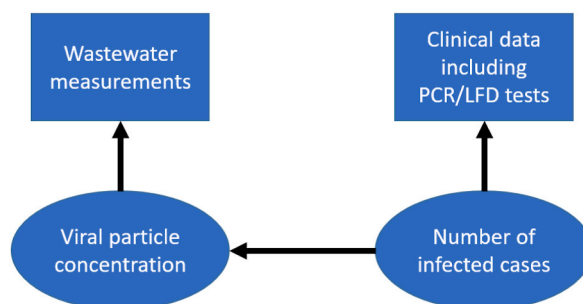 Wastewater
measurements
Clinical data
including
PCR/LFD tests
Viral particle
concentration
Number of
infected cases